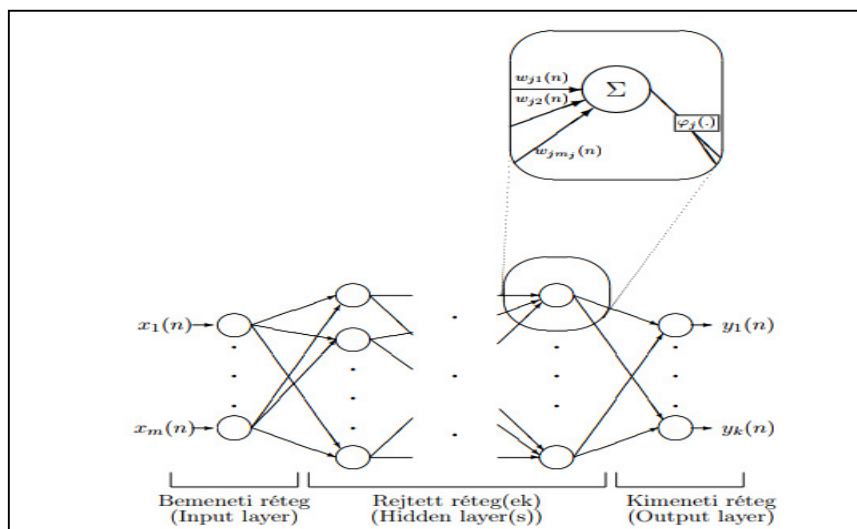 w_{j1}(n)
w_{j2}(n)
Σ
φ_j(.)
w_{jm_j}(n)
x_1(n)
y_1(n)
x_m(n)
y_k(n)
Bemeneti réteg
(Input layer)
Rejtett réteg(ek)
(Hidden layer(s))
Kimeneti réteg
(Output layer)